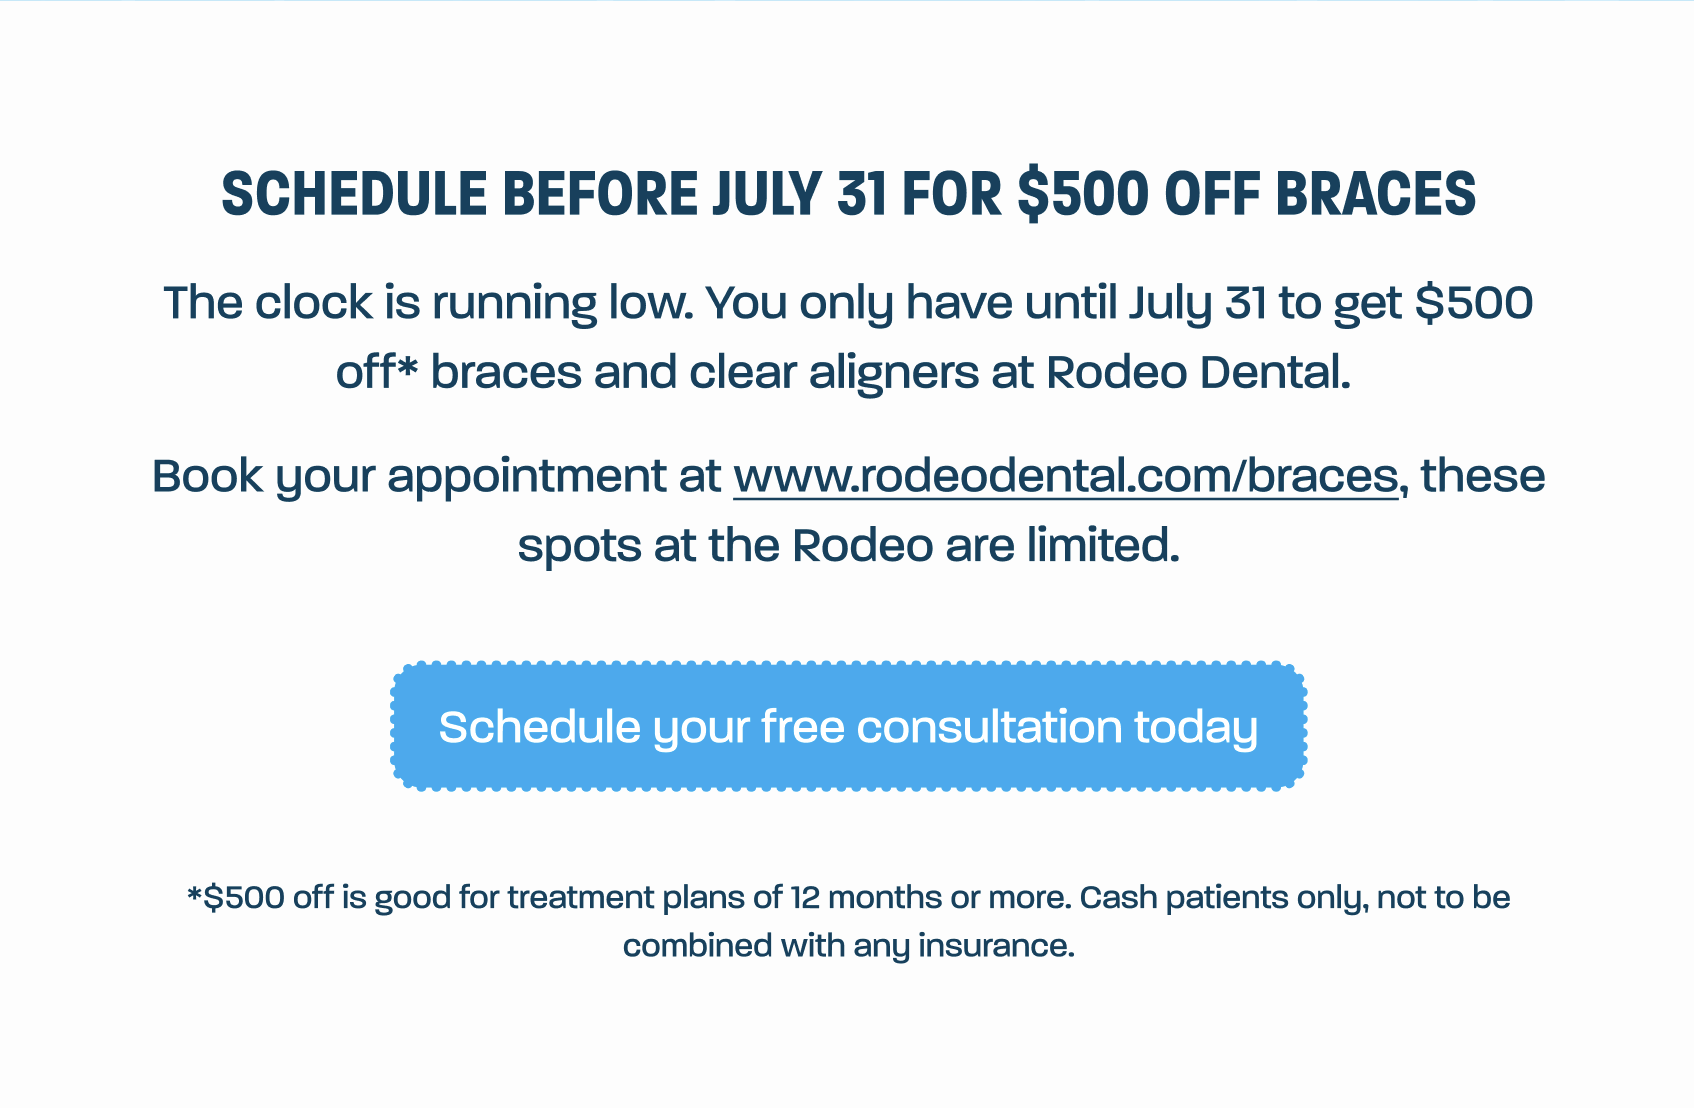 SCHEDULE BEFORE JULY 31 FOR $500 OFF BRACES
The clock is running low. You only have until July 31 to get $500
off* braces and clear aligners at Rodeo Dental.
Book your appointment at www.rodeodental.com/braces, these
spots at the Rodeo are limited.
Schedule your free consultation today
*$500 off is good for treatment plans of 12 months or more. Cash patients only, not to be
combined with any insurance.